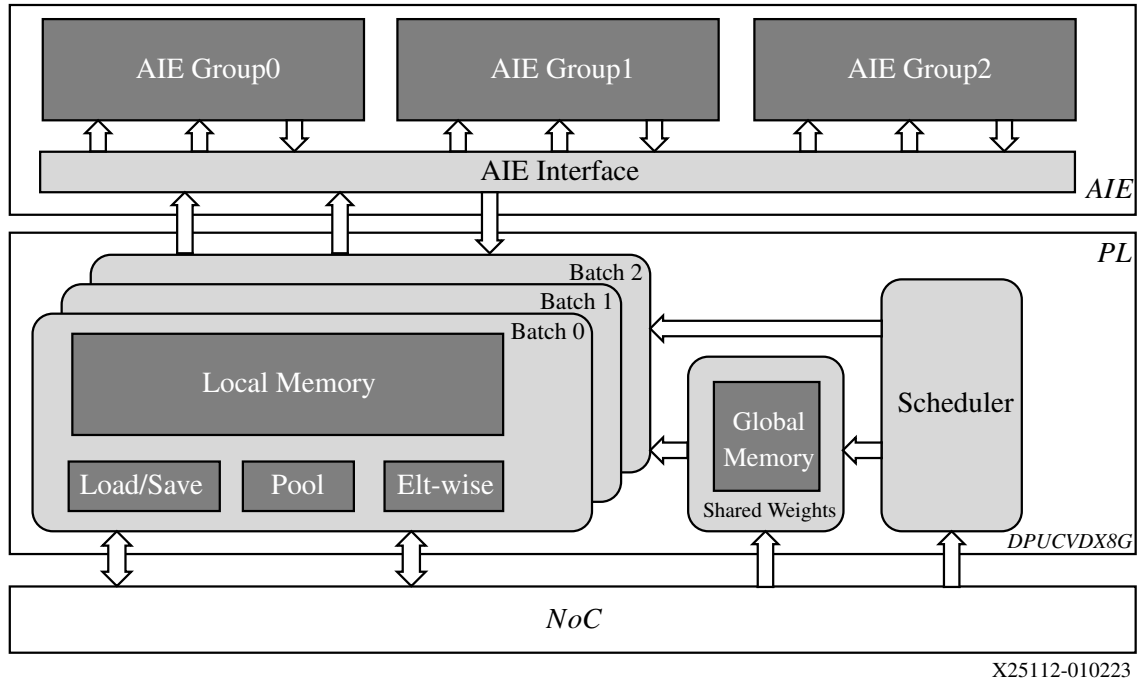 AIE Group0
AIE Group1
AIE Group2
AIE Interface
AIE
PL
Batch 2
Batch 1
Batch 0
Local Memory
Load/Save
Pool
Elt-wise
Global
Memory
Shared Weights
Scheduler
DPUCVDX8G
NoC
X25112-010223